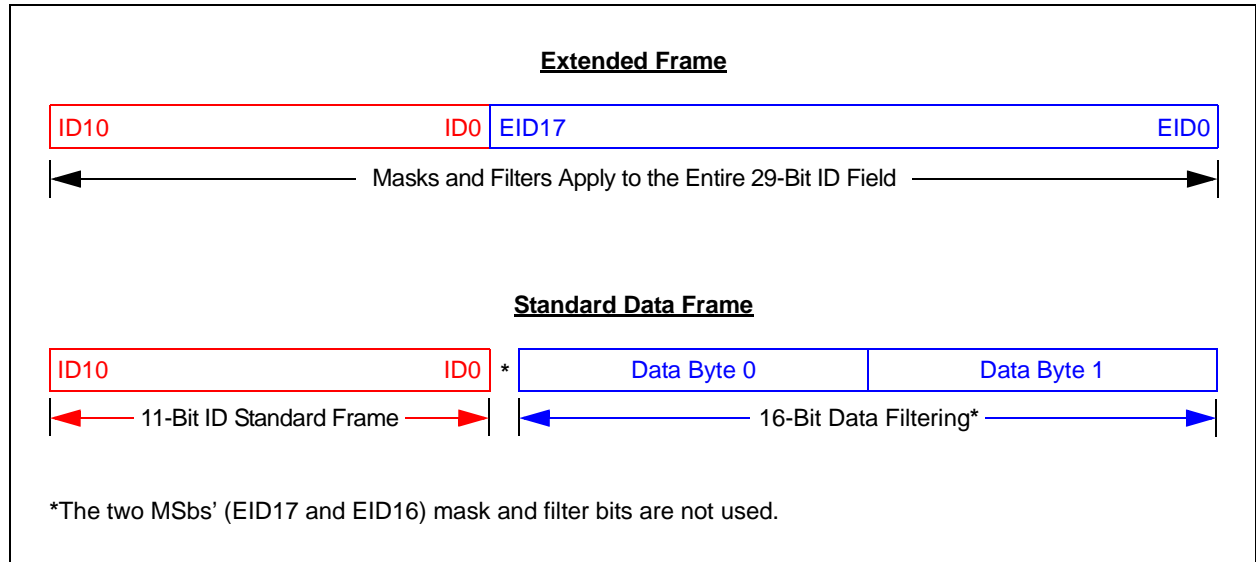 Extended Frame
ID10 ID0 EID17 EID0
Masks and Filters Apply to the Entire 29-Bit ID Field
Standard Data Frame
ID10 ID0 * Data Byte 0 Data Byte 1
11-Bit ID Standard Frame 16-Bit Data Filtering*
*The two MSbs’ (EID17 and EID16) mask and filter bits are not used.